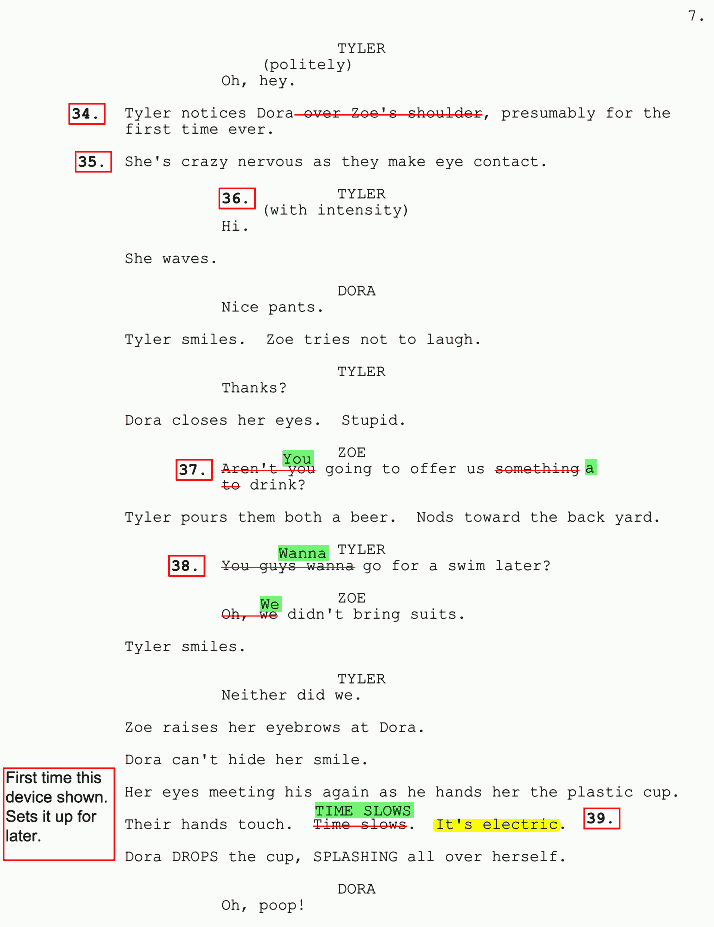 7.
TYLER
(politely)
Oh, hey.
34. Tyler notices Dora over Zoe's shoulder, presumably for the
first time ever.
35. She's crazy nervous as they make eye contact.
36. TYLER
(with intensity)
Hi.
She waves.
DORA
Nice pants.
Tyler smiles.  Zoe tries not to laugh.
TYLER
Thanks?
Dora closes her eyes.  Stupid.
You ZOE
37. Aren't you going to offer us something a
to drink?
Tyler pours them both a beer.  Nods toward the back yard.
Wanna TYLER
38. You guys wanna go for a swim later?
We ZOE
Oh, we didn't bring suits.
Tyler smiles.
TYLER
Neither did we.
Zoe raises her eyebrows at Dora.
Dora can't hide her smile.
First time this
device shown.
Sets it up for
later.
Her eyes meeting his again as he hands her the plastic cup.
TIME SLOWS
Their hands touch.  Time slows.  It's electric. 39.
Dora DROPS the cup, SPLASHING all over herself.
DORA
Oh, poop!